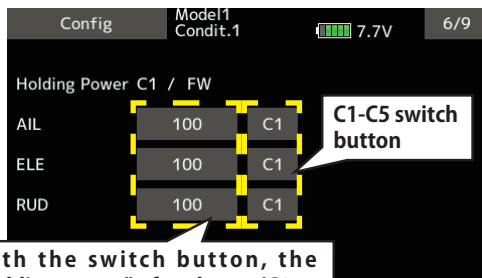 Config Model1 Condit.1 7.7V 6/9
Holding Power C1 / FW
AIL 100 C1
ELE 100 C1
RUD 100 C1
C1-C5 switch
button
th the switch button, the